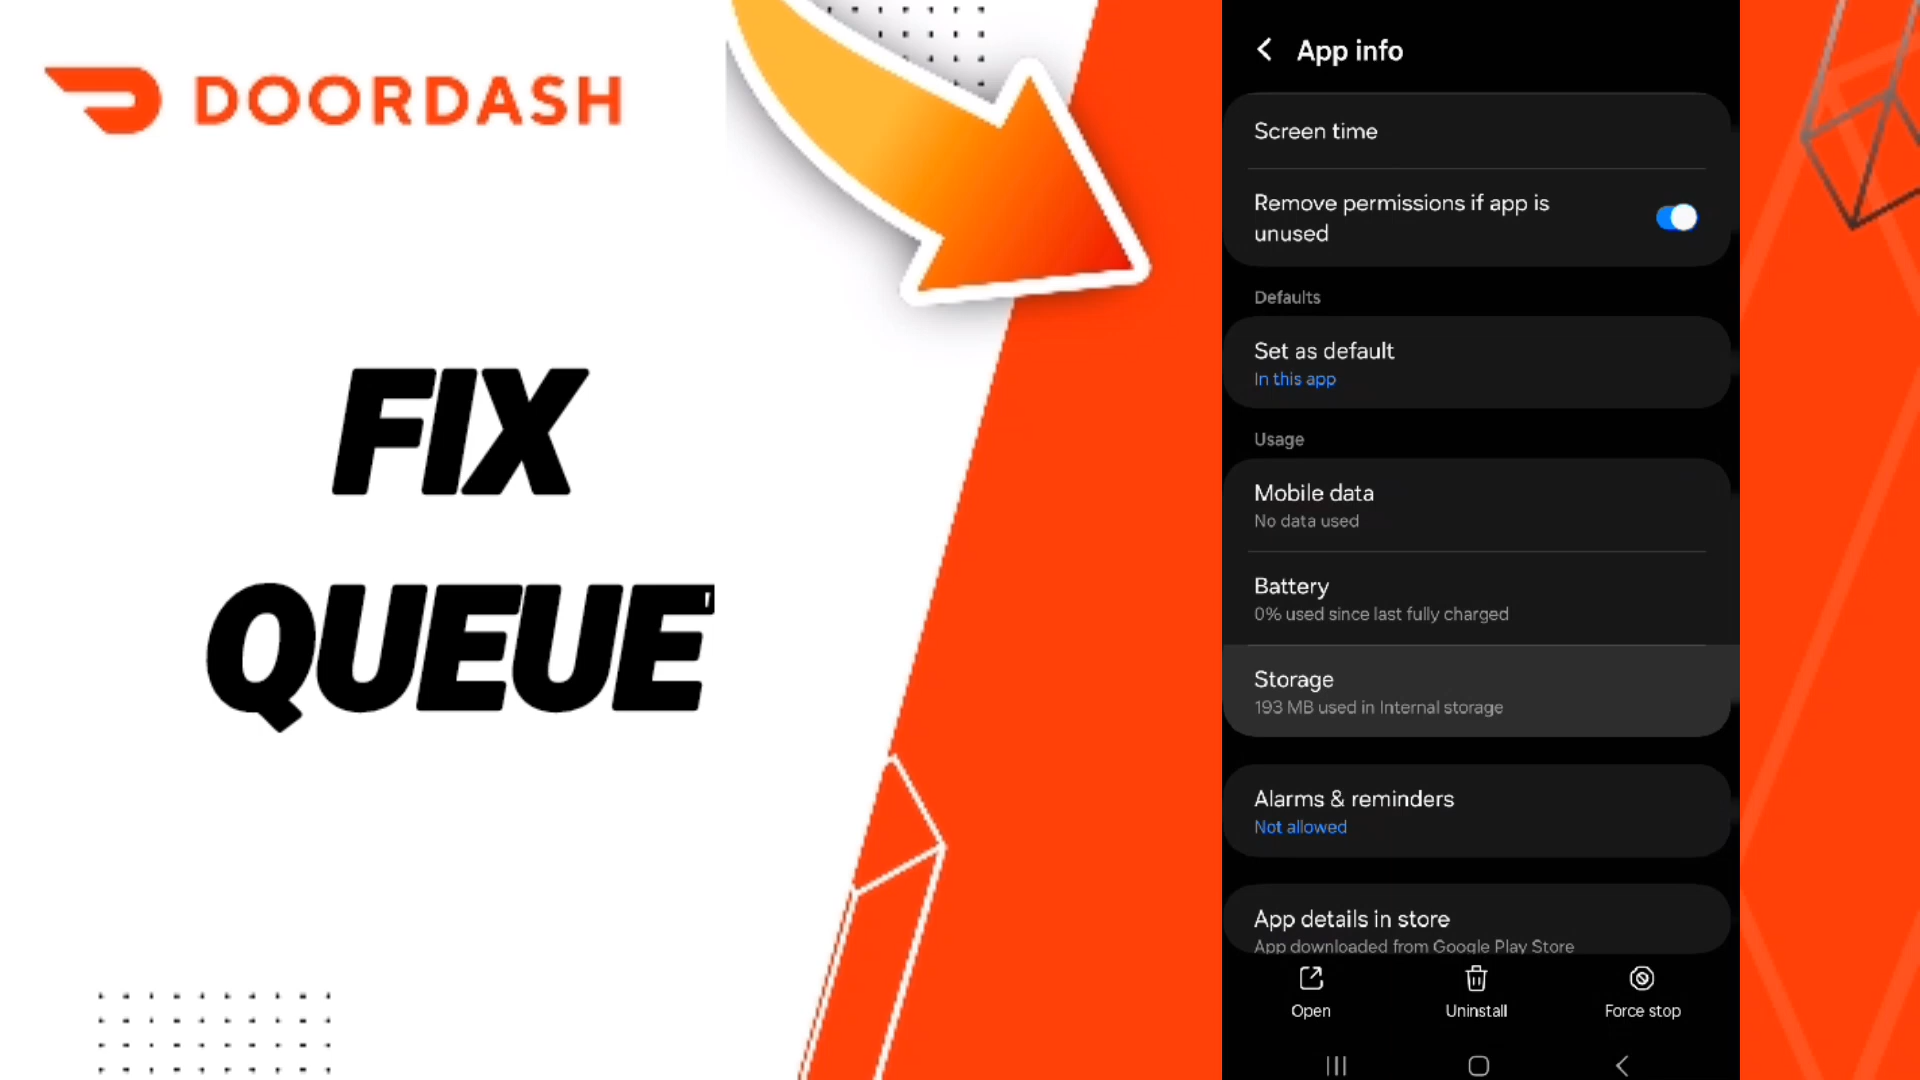 DOORDASH
FIX
QUEUE
App info
Screen time
Remove permissions if app is
unused
Defaults
Set as default
In this app
Usage
Mobile data
No data used
Battery
0% used since last fully charged
Storage
193 MB used in Internal storage
Alarms & reminders
Not allowed
App details in store
App downloaded from Google Play Store
Open
Uninstall
Force stop